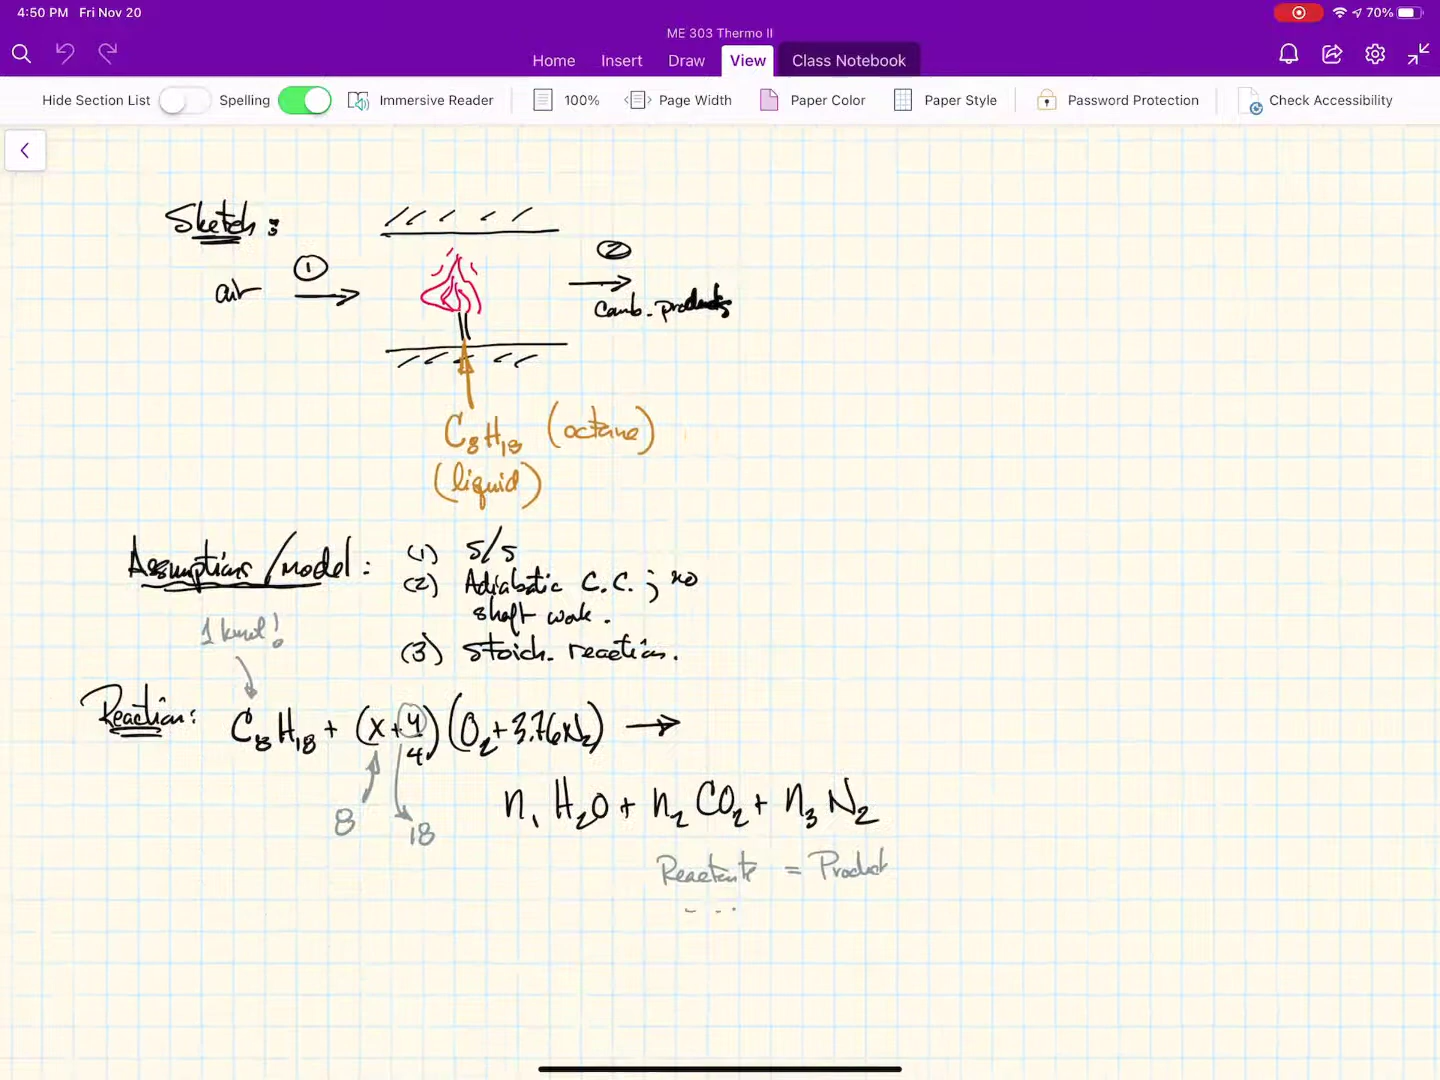 4:50 PM Fri Nov 20
70%
ME 303 Thermo II
Home Insert Draw View Class Notebook
Hide Section List Spelling Immersive Reader 100% Page Width Paper Color Paper Style Password Protection Check Accessibility
Sketch:
air ① → ② →
comb. products
C₈H₁₈ (octane)
(liquid)
Assumptions/model: (1) s/s
(2) Adiabatic C.C.; no
shaft work.
(3) Stoich. reaction.
1 kmol!
Reaction: C₈H₁₈ + (x+y/4)(O₂+3.76N₂) →
8 18
n₁ H₂O + n₂ CO₂ + n₃ N₂
Reactants = Product